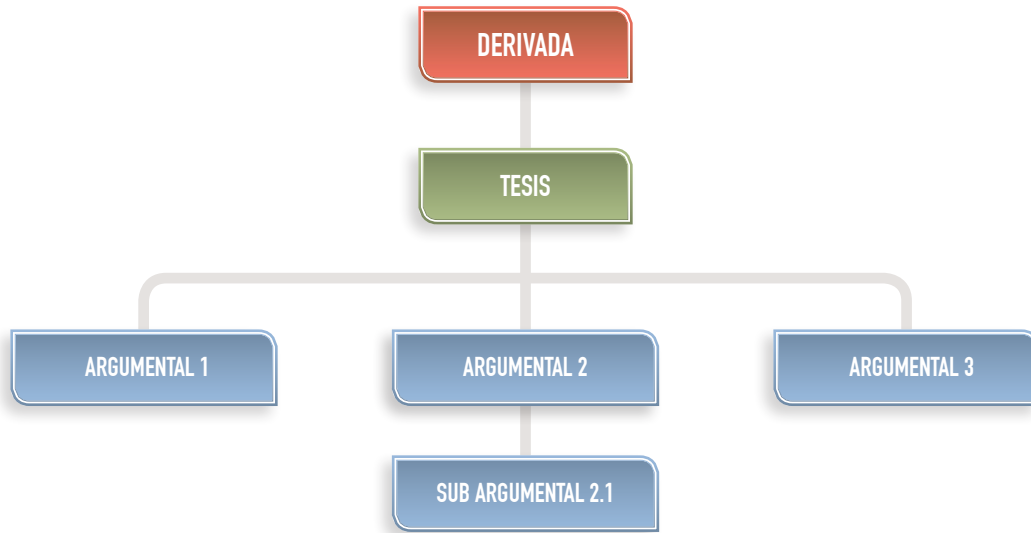 DERIVADA
TESIS
ARGUMENTAL 1
ARGUMENTAL 2
ARGUMENTAL 3
SUB ARGUMENTAL 2.1